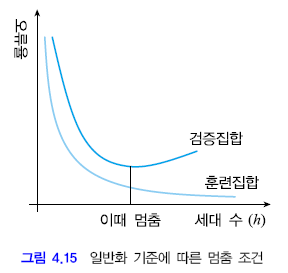 오류율
검증집합
훈련집합
이때 멈춤
세대 수 (h)
그림 4.15 일반화 기준에 따른 멈춤 조건